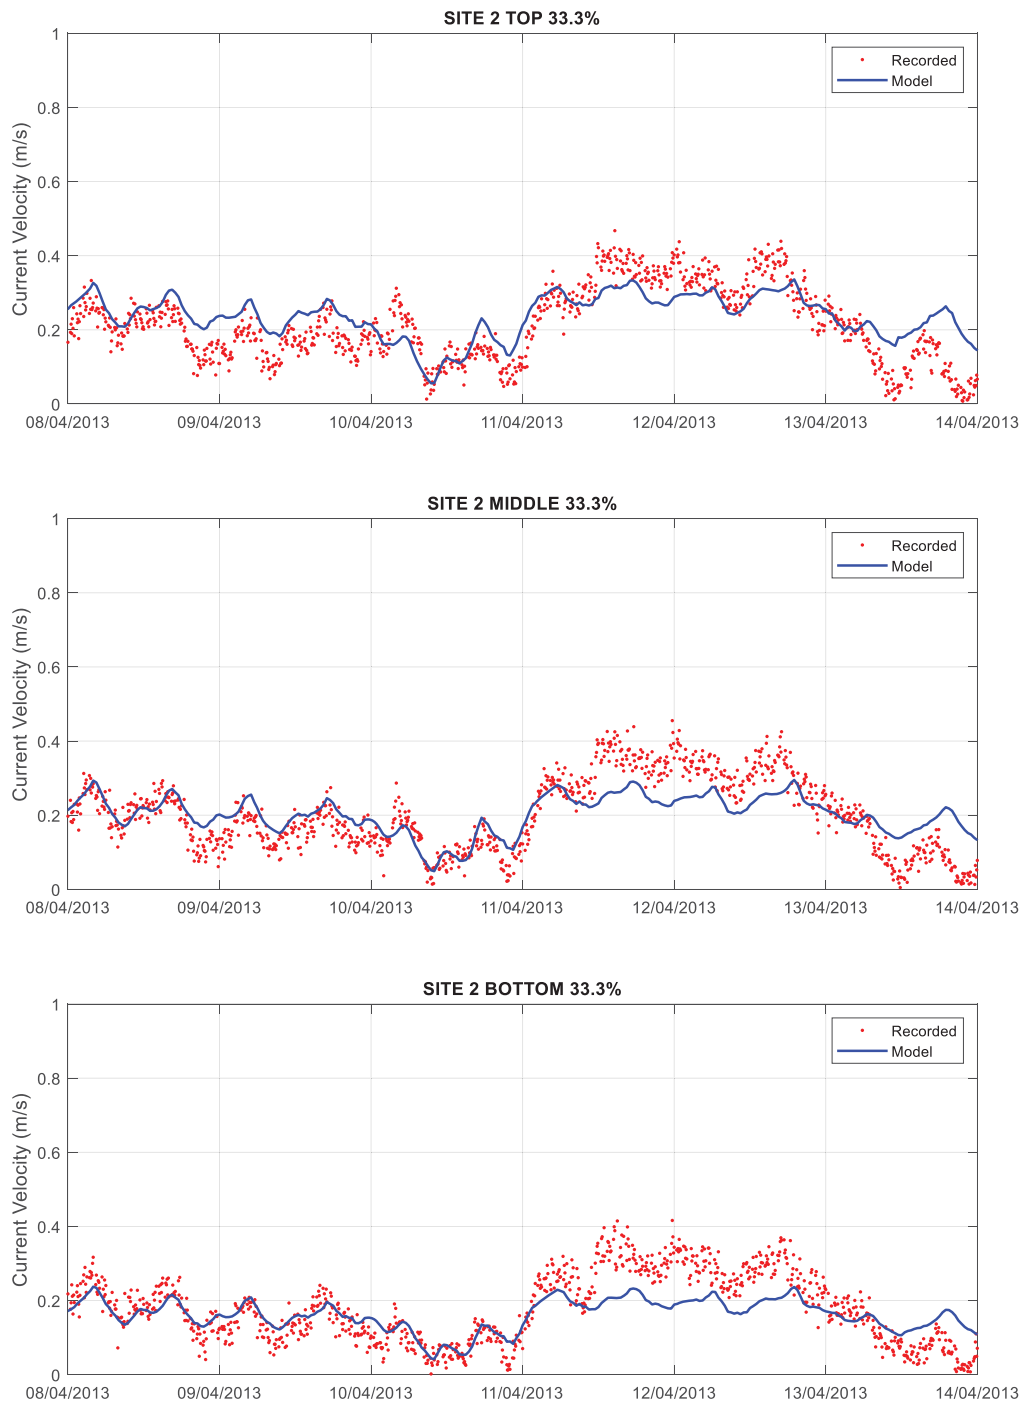 SITE 2 TOP 33.3%
Current Velocity (m/s)
1
0.8
0.6
0.4
0.2
0
Recorded
Model
08/04/2013 09/04/2013 10/04/2013 11/04/2013 12/04/2013 13/04/2013 14/04/2013
SITE 2 MIDDLE 33.3%
Current Velocity (m/s)
1
0.8
0.6
0.4
0.2
0
Recorded
Model
08/04/2013 09/04/2013 10/04/2013 11/04/2013 12/04/2013 13/04/2013 14/04/2013
SITE 2 BOTTOM 33.3%
Current Velocity (m/s)
1
0.8
0.6
0.4
0.2
0
Recorded
Model
08/04/2013 09/04/2013 10/04/2013 11/04/2013 12/04/2013 13/04/2013 14/04/2013